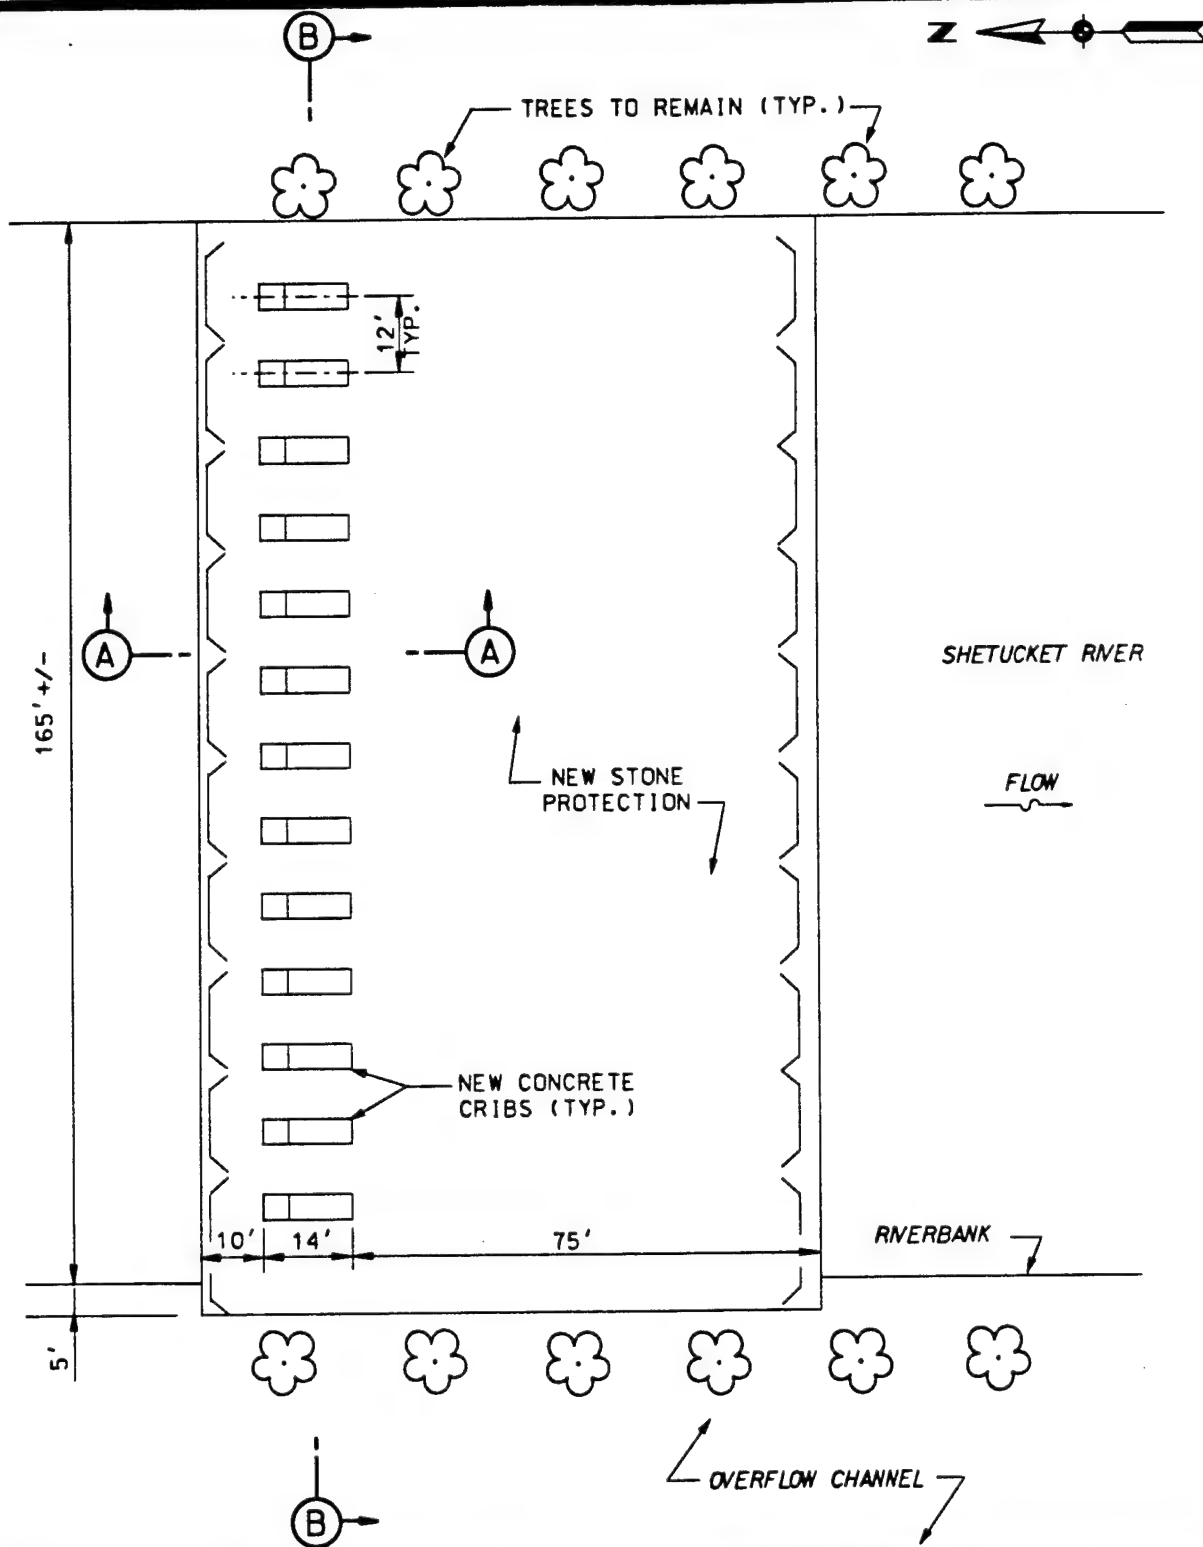 B
N
TREES TO REMAIN (TYP.)
12'
TYP.
165'+/-
A
A
SHETUCKET RIVER
NEW STONE
PROTECTION
FLOW
NEW CONCRETE
CRIBS (TYP.)
10'
14'
75'
RIVERBANK
5'
OVERFLOW CHANNEL
B